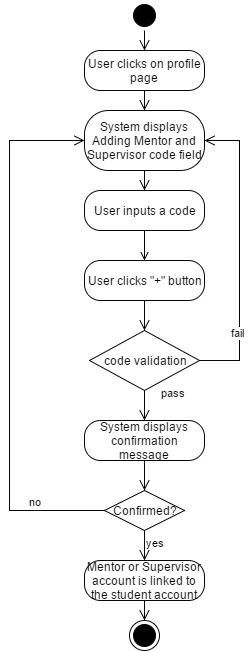 User clicks on profile
page
System displays
Adding Mentor and
Supervisor code field
User inputs a code
User clicks "+" button
code validation
fail
pass
System displays
confirmation
message
no
Confirmed?
yes
Mentor or Supervisor
account is linked to
the student account